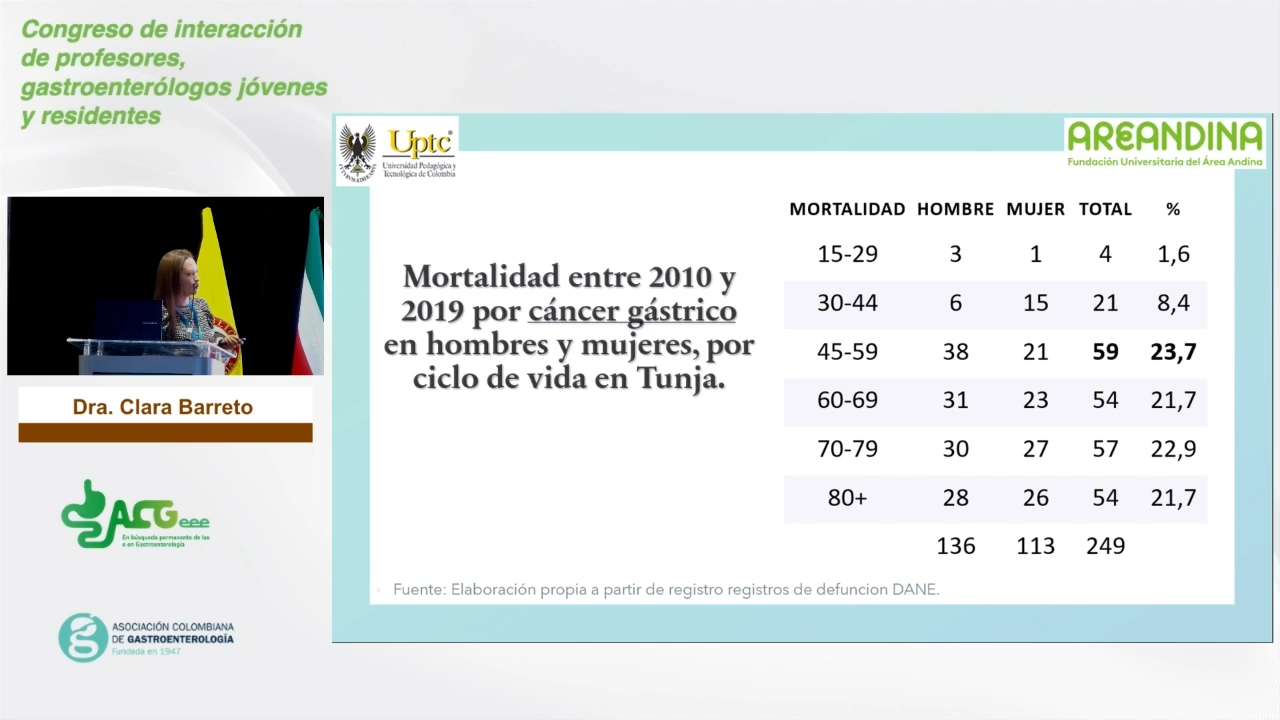 Congreso de interacción
de profesores,
gastroenterólogos jóvenes
y residentes
Uptc®
Universidad Pedagógica y
Tecnológica de Colombia
AREANDINA
Fundación Universitaria del Área Andina
Mortalidad entre 2010 y
2019 por cáncer gástrico
en hombres y mujeres, por
ciclo de vida en Tunja.
MORTALIDAD HOMBRE MUJER TOTAL %
15-29 3 1 4 1,6
30-44 6 15 21 8,4
45-59 38 21 59 23,7
60-69 31 23 54 21,7
70-79 30 27 57 22,9
80+ 28 26 54 21,7
136 113 249
Fuente: Elaboración propia a partir de registro registros de defuncion DANE.
Dra. Clara Barreto
ACGeee
En búsqueda permanente de las
e en Gastroenterología
ASOCIACIÓN COLOMBIANA
DE GASTROENTEROLOGÍA
Fundada en 1947